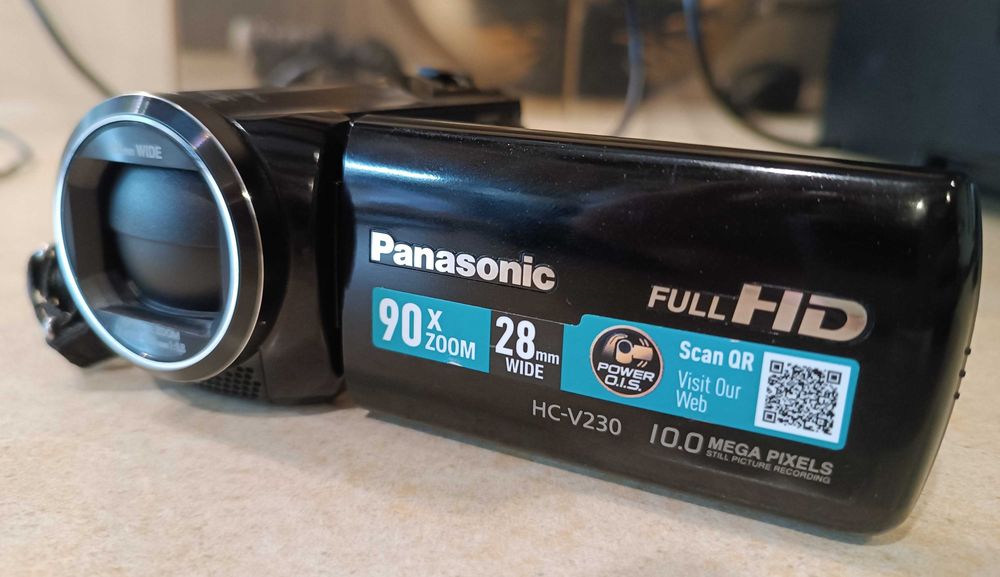 WIDE
Panasonic
FULL HD
90X ZOOM
28mm WIDE
POWER O.I.S.
Scan QR
Visit Our
Web
HC-V230
10.0 MEGA PIXELS
STILL PICTURE RECORDING